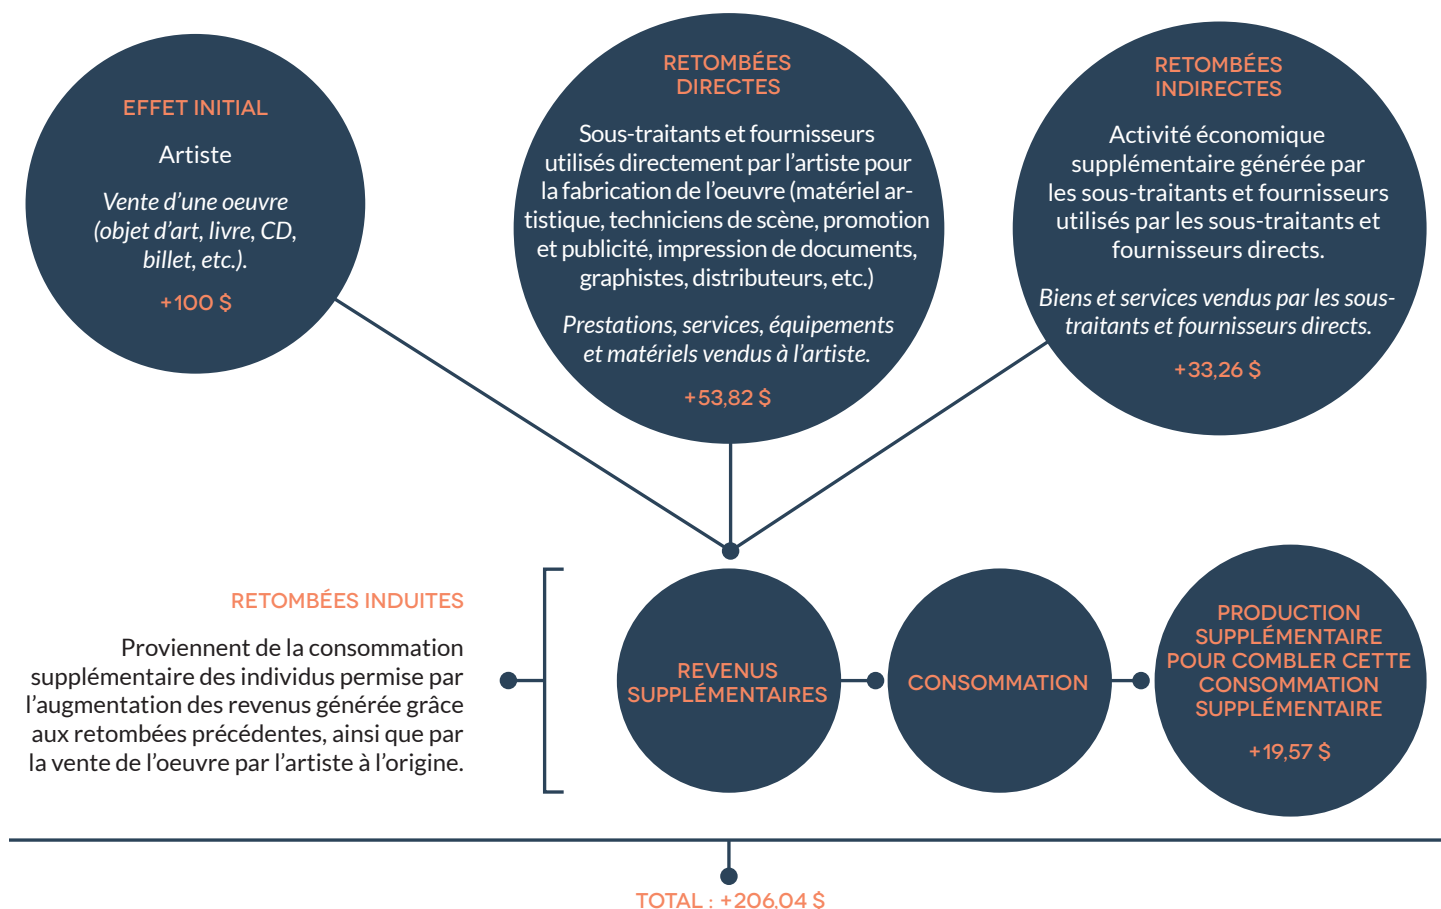 EFFET INITIAL
Artiste
Vente d’une oeuvre
(objet d’art, livre, CD,
billet, etc.).
+100 $
RETOMBÉES
DIRECTES
Sous-traitants et fournisseurs
utilisés directement par l’artiste pour
la fabrication de l’oeuvre (matériel ar-
tistique, techniciens de scène, promotion
et publicité, impression de documents,
graphistes, distributeurs, etc.)
Prestations, services, équipements
et matériels vendus à l’artiste.
+53,82 $
RETOMBÉES
INDIRECTES
Activité économique
supplémentaire générée par
les sous-traitants et fournisseurs
utilisés par les sous-traitants et
fournisseurs directs.
Biens et services vendus par les sous-
traitants et fournisseurs directs.
+33,26 $
RETOMBÉES INDUITES
Proviennent de la consommation
supplémentaire des individus permise par
l’augmentation des revenus générée grâce
aux retombées précédentes, ainsi que par
la vente de l’oeuvre par l’artiste à l’origine.
REVENUS
SUPPLÉMENTAIRES
CONSOMMATION
PRODUCTION
SUPPLÉMENTAIRE
POUR COMBLER CETTE
CONSOMMATION
SUPPLÉMENTAIRE
+19,57 $
TOTAL : +206,04 $